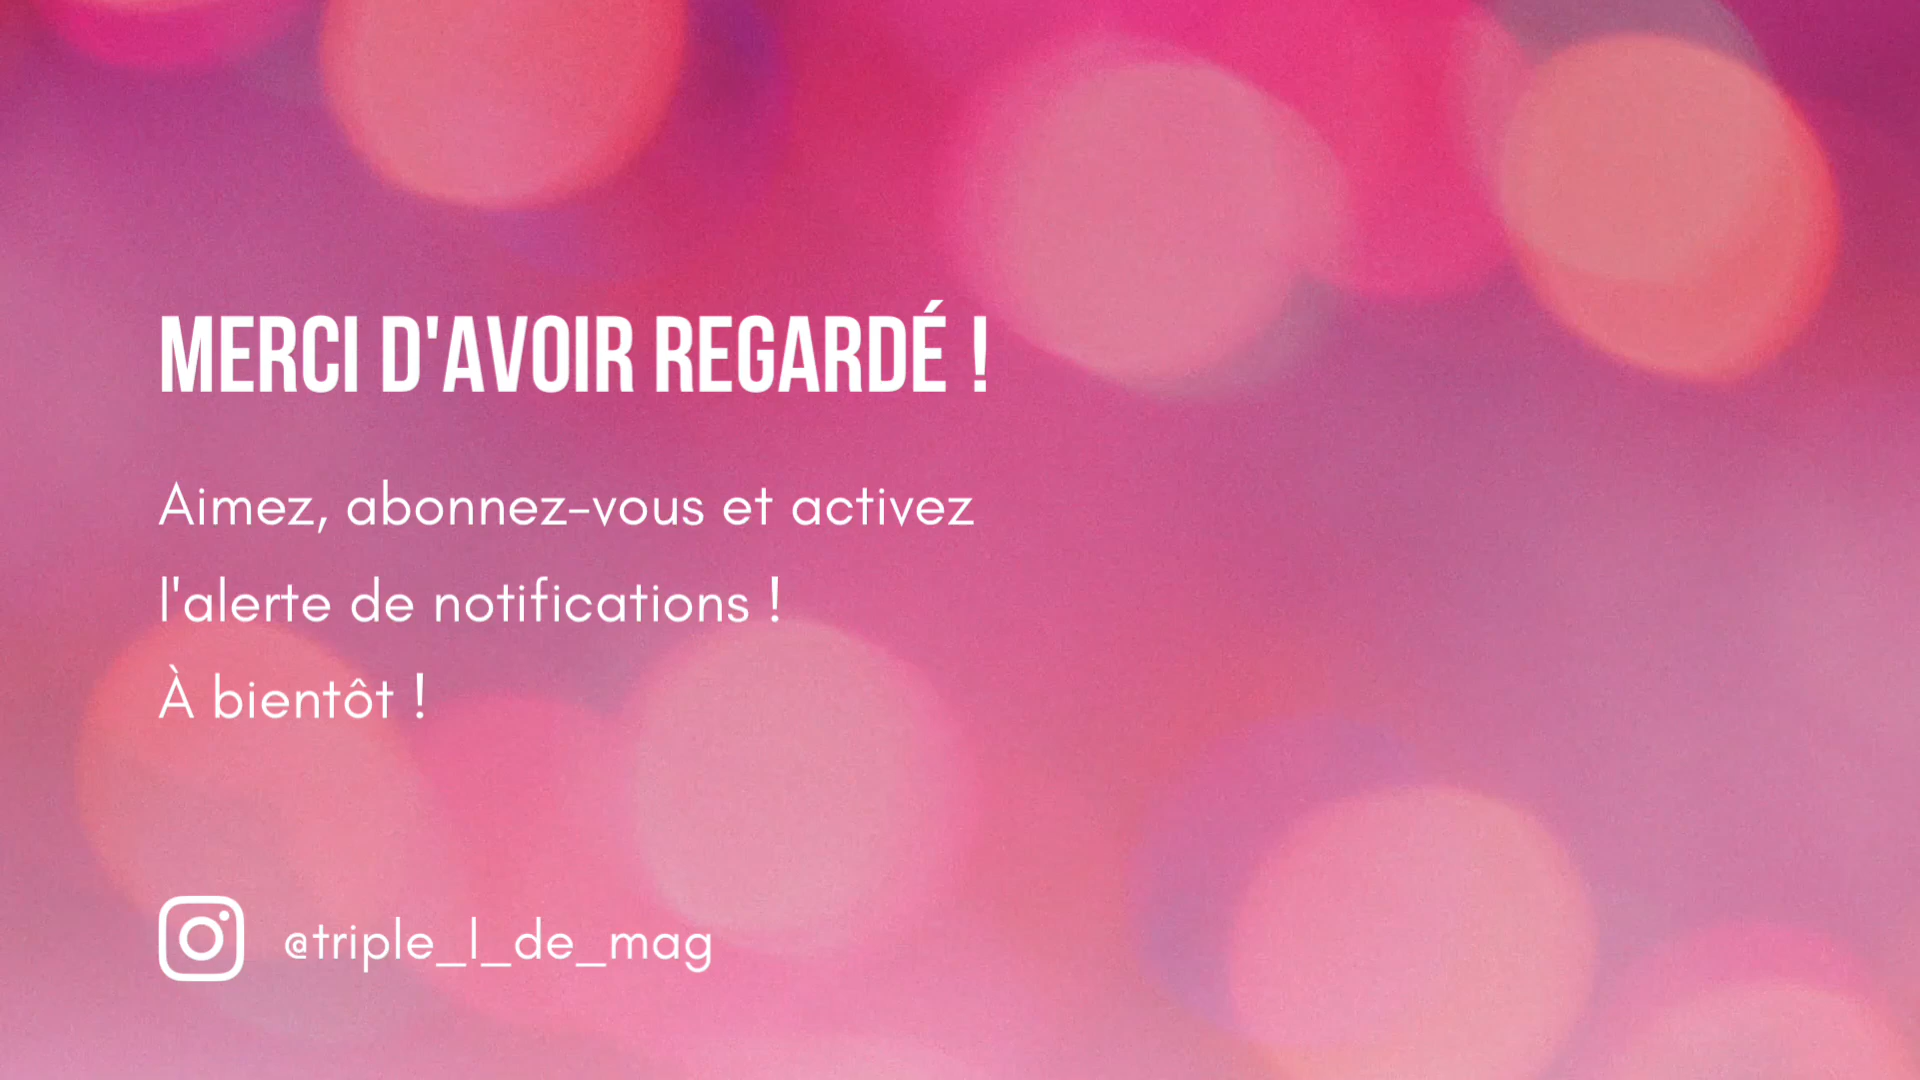 MERCI D'AVOIR REGARDÉ !
Aimez, abonnez-vous et activez
l'alerte de notifications !
À bientôt !
@triple_l_de_mag